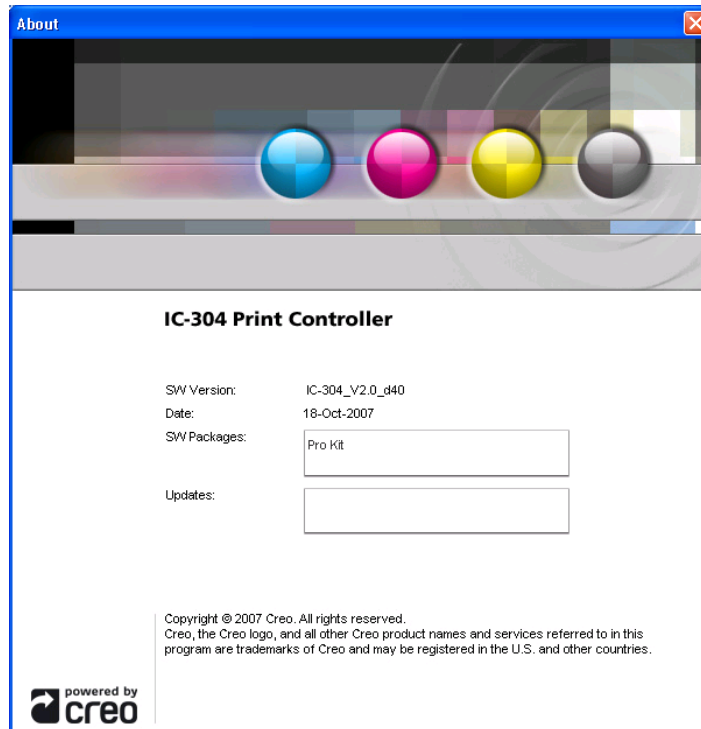 About
IC-304 Print Controller
SW Version: IC-304_V2.0_d40
Date: 18-Oct-2007
SW Packages: Pro Kit
Updates:
Copyright © 2007 Creo. All rights reserved.
Creo, the Creo logo, and all other Creo product names and services referred to in this
program are trademarks of Creo and may be registered in the U.S. and other countries.
powered by
creo